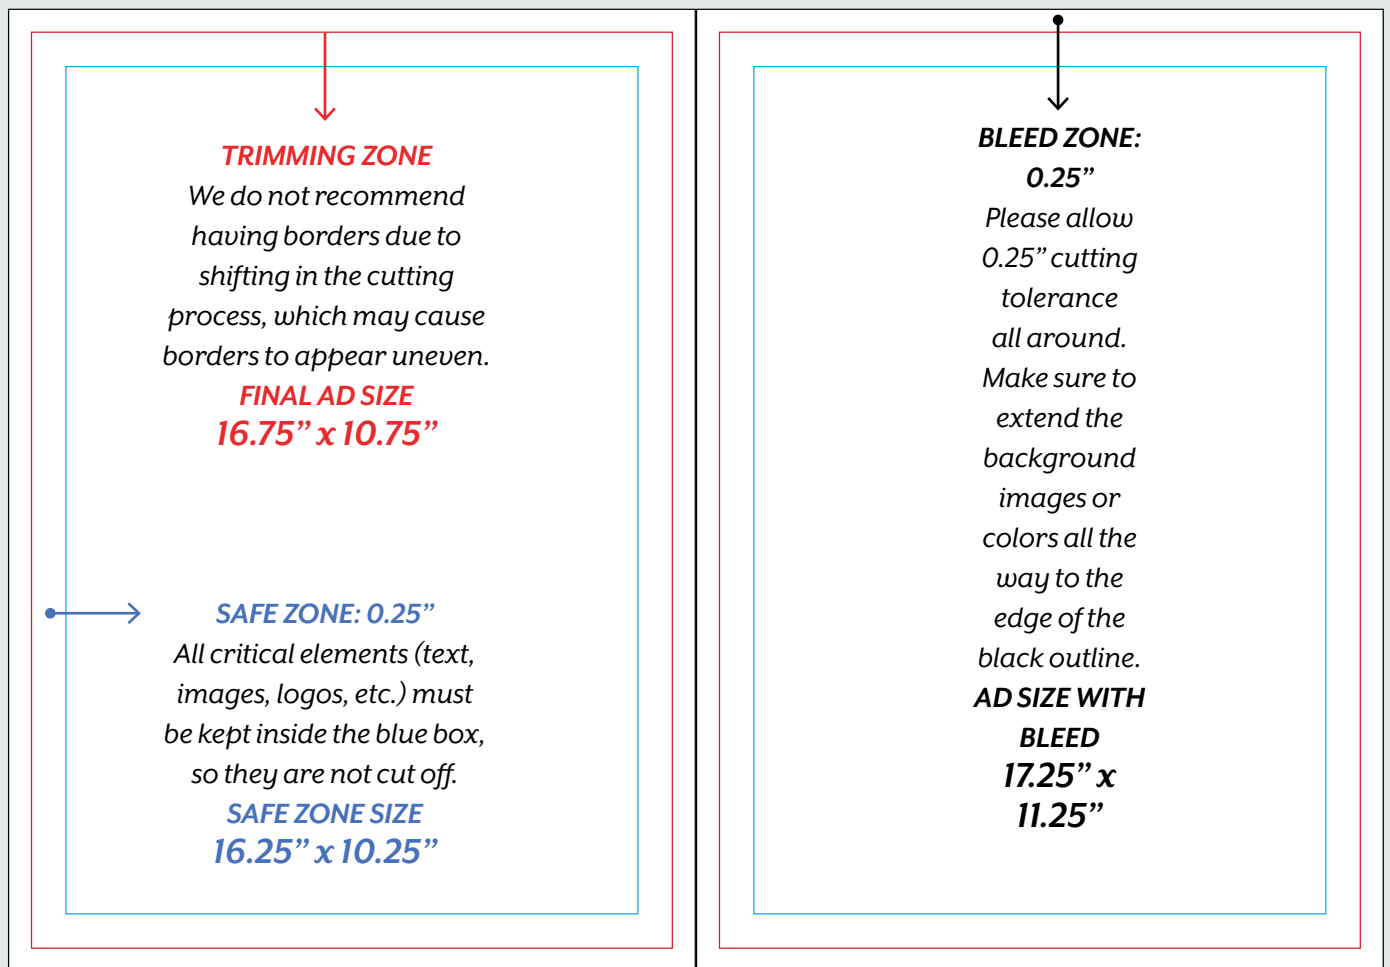 TRIMMING ZONE
We do not recommend
having borders due to
shifting in the cutting
process, which may cause
borders to appear uneven.
FINAL AD SIZE
16.75” x 10.75”
SAFE ZONE: 0.25”
All critical elements (text,
images, logos, etc.) must
be kept inside the blue box,
so they are not cut off.
SAFE ZONE SIZE
16.25” x 10.25”
BLEED ZONE:
0.25”
Please allow
0.25” cutting
tolerance
all around.
Make sure to
extend the
background
images or
colors all the
way to the
edge of the
black outline.
AD SIZE WITH
BLEED
17.25” x
11.25”